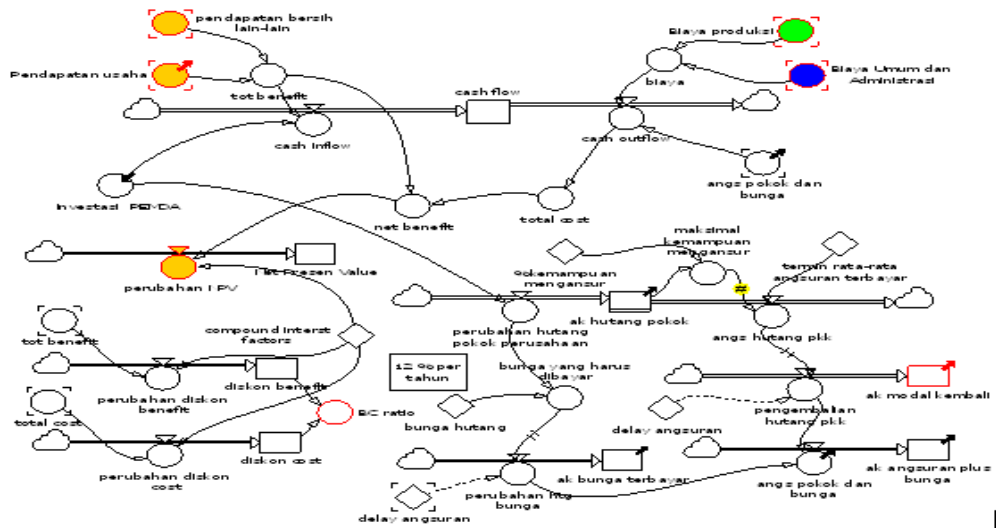 pendapatan bersih
lain-lain
Pendapatan usaha
tot benefit
cash inflow
cash flow
Biaya produksi
biaya
Biaya Umum dan
Administrasi
cash outflow
angs pokok dan
bunga
investasi PEMDA
net benefit
total cost
Net Presen Value
perubahan NPV
maksimal
kemampuan
mengansur
%kemampuan
mengansur
termin rata-rata
angsuran terbayar
ak hutang pokok
perubahan hutang
pokok perusahaan
angs hutang pkk
tot benefit
compound interst
factors
diskon benefit
perubahan diskon
benefit
12 % per
tahun
bunga yang harus
dibayar
bunga hutang
total cost
B/C ratio
diskon cost
perubahan diskon
cost
delay angsuran
pengembalian
hutang pkk
ak modal kembali
ak bunga terbayar
perubahan htg
bunga
delay angsuran
angs pokok dan
bunga
ak angsuran plus
bunga